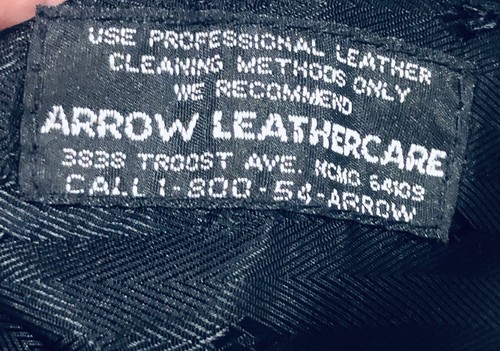 USE PROFESSIONAL LEATHER
CLEANING METHODS ONLY
WE RECOMMEND
ARROW LEATHERCARE
3838 TROOST AVE. KCMO 64109
CALL 1-800-54-ARROW